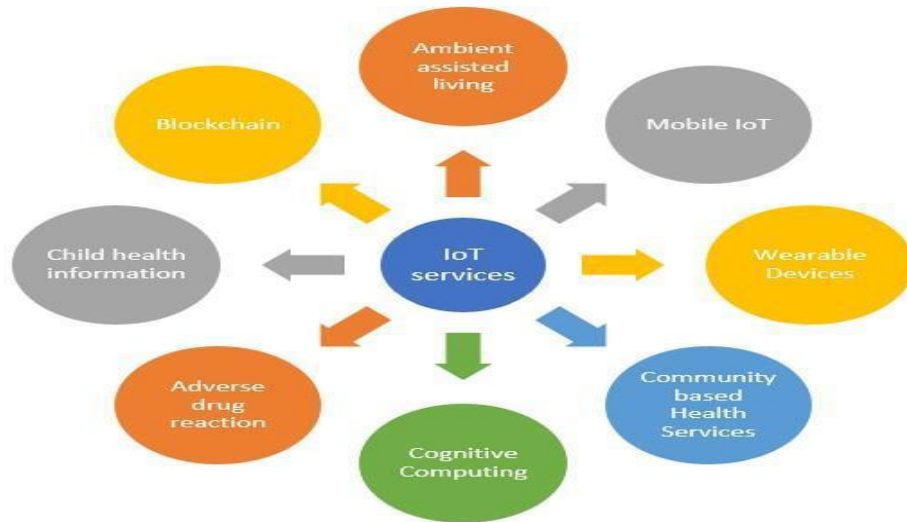 Ambient
assisted
living
Blockchain
Mobile IoT
Child health
information
IoT
services
Wearable
Devices
Adverse
drug
reaction
Community
based
Health
Services
Cognitive
Computing